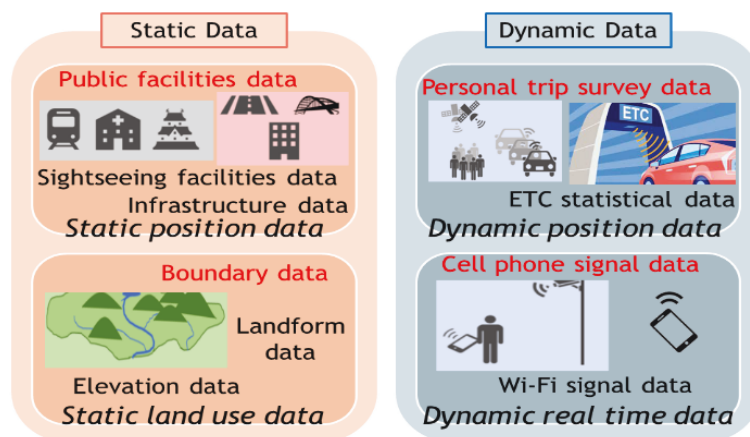 Static Data
Public facilities data
Sightseeing facilities data
Infrastructure data
Static position data
Boundary data
Landform
data
Elevation data
Static land use data
Dynamic Data
Personal trip survey data
ETC
ETC statistical data
Dynamic position data
Cell phone signal data
Wi-Fi signal data
Dynamic real time data